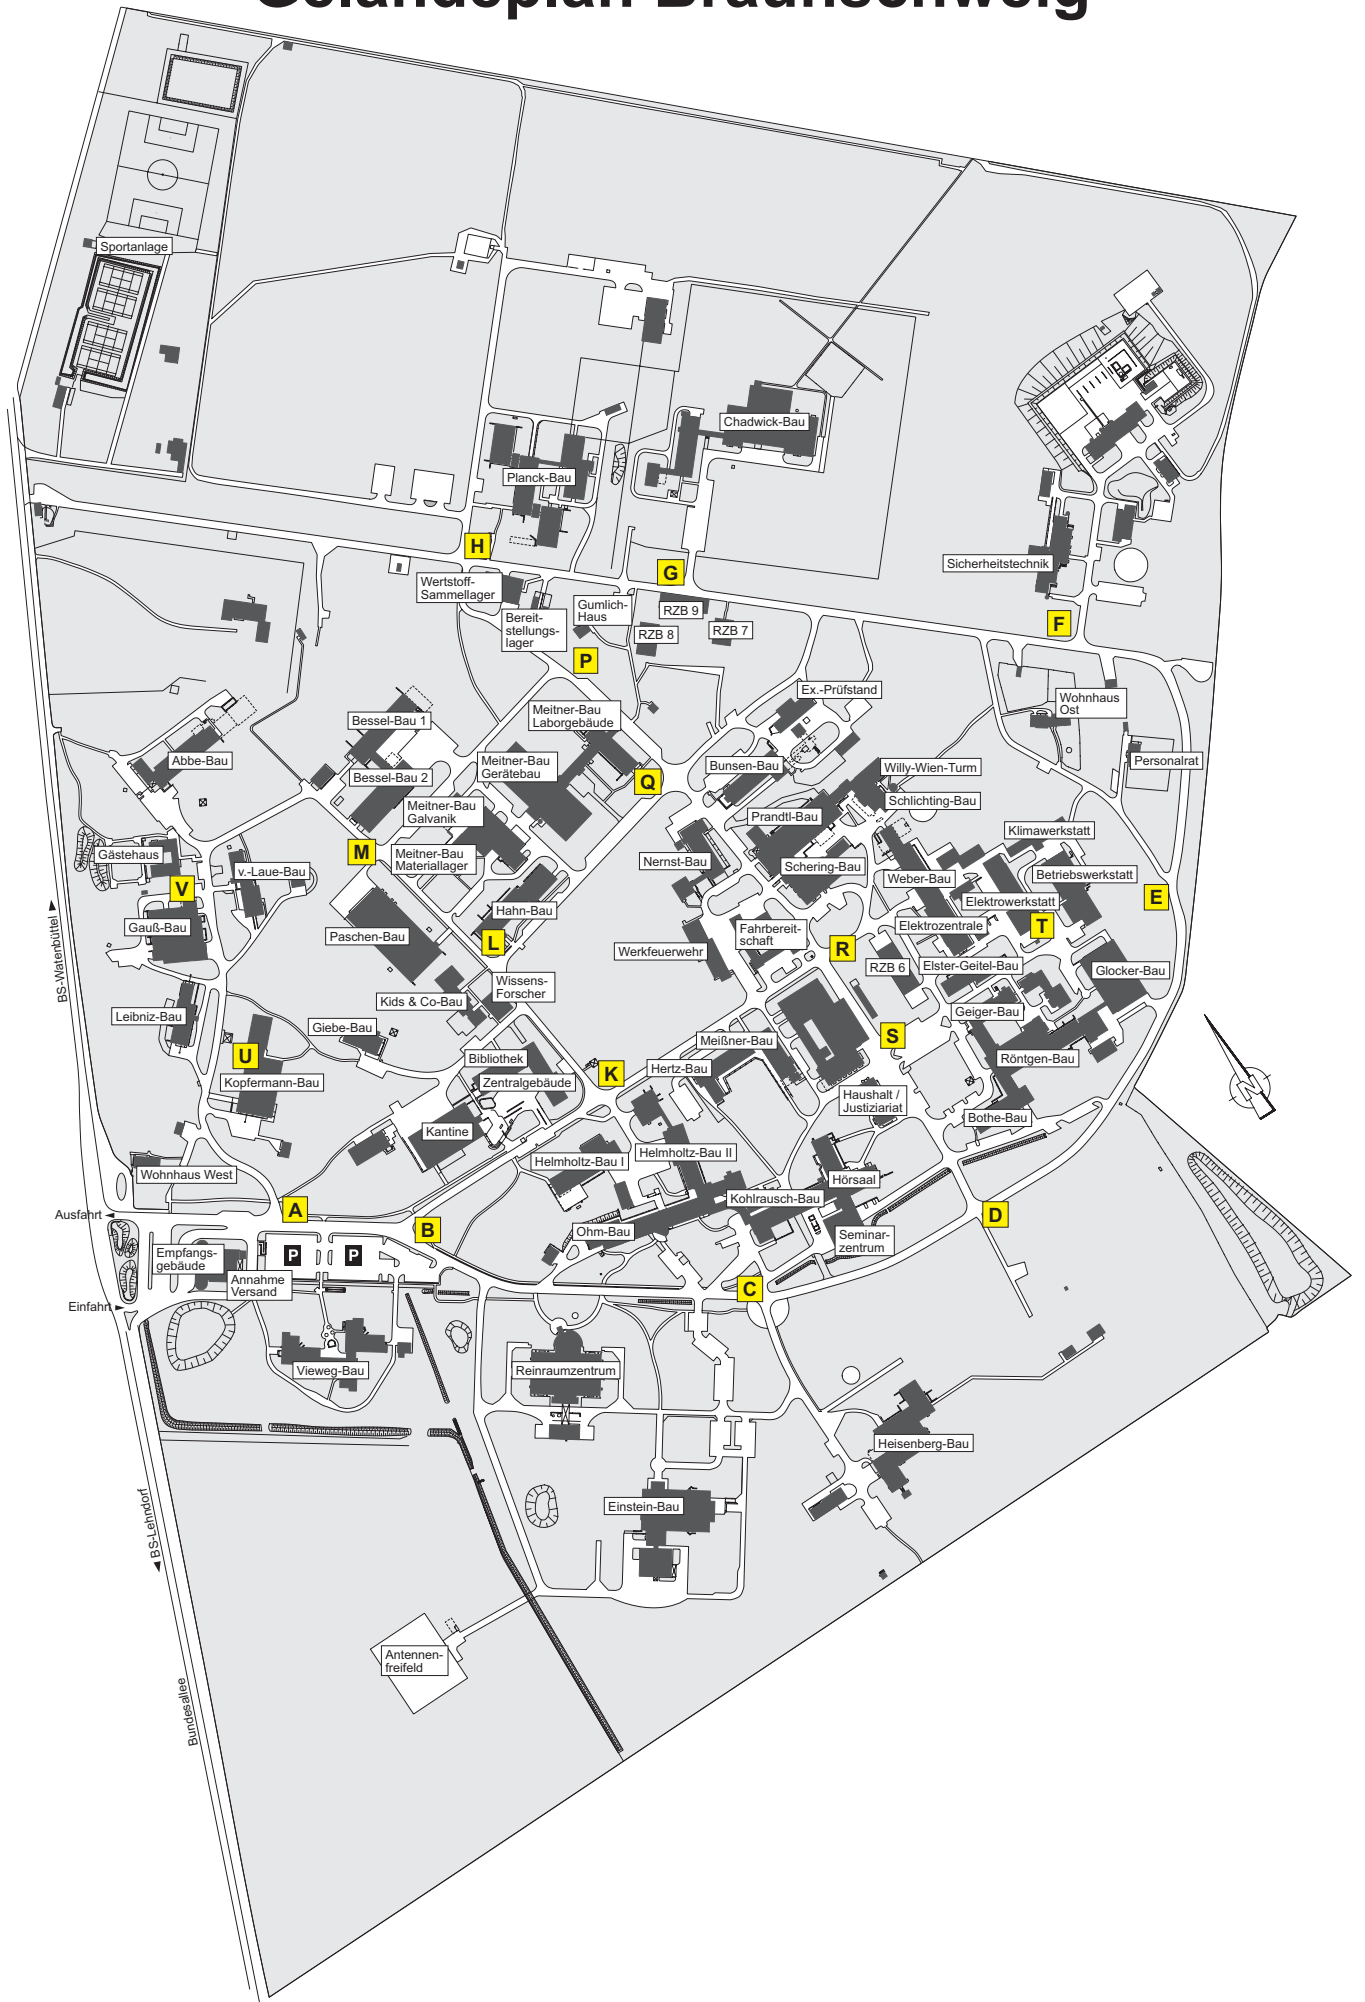 Geländeplan Braunschweig
Sportanlage
Chadwick-Bau
Planck-Bau
H
G
Sicherheitstechnik
Wertstoff-
Sammellager
Gumlich-
Haus
RZB 9
Bereit-
stellungs-
lager
RZB 8
RZB 7
F
P
Ex.-Prüfstand
Wohnhaus
Ost
Bessel-Bau 1
Meitner-Bau
Laborgebäude
Abbe-Bau
Meitner-Bau
Gerätebau
Bunsen-Bau
Willy-Wien-Turm
Personalrat
Bessel-Bau 2
Q
Meitner-Bau
Galvanik
Schlichting-Bau
Prandtl-Bau
Klimawerkstatt
Gästehaus
M
Meitner-Bau
Materiallager
Nernst-Bau
Schering-Bau
v.-Laue-Bau
Weber-Bau
Betriebswerkstatt
V
Elektrowerkstatt
E
Hahn-Bau
Gauß-Bau
Paschen-Bau
L
Fahrbereit-
schaft
Elektrozentrale
T
Werkfeuerwehr
R
RZB 6
Elster-Geitel-Bau
Glocker-Bau
BS-Watenbüttel
Wissens-
Forscher
Kids & Co-Bau
Leibniz-Bau
Giebe-Bau
Geiger-Bau
S
Meißner-Bau
U
Bibliothek
Röntgen-Bau
Kopfermann-Bau
Zentralgebäude
K
Hertz-Bau
N
Haushalt /
Justiziariat
Bothe-Bau
Kantine
Helmholtz-Bau I
Helmholtz-Bau II
Wohnhaus West
Hörsaal
Kohlrausch-Bau
Ausfahrt
A
B
Ohm-Bau
D
Seminar-
zentrum
Empfangs-
gebäude
P
P
Annahme
Versand
C
Einfahrt
Vieweg-Bau
Reinraumzentrum
Heisenberg-Bau
Einstein-Bau
BS-Lehndorf
Antennen-
freifeld
Bundesallee